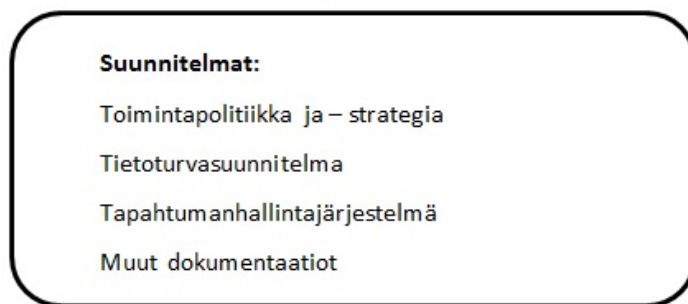 Suunnitelmat:
Toimintapolitiikka ja – strategia
Tietoturvasuunnitelma
Tapahtumanhallintajärjestelmä
Muut dokumentaatiot